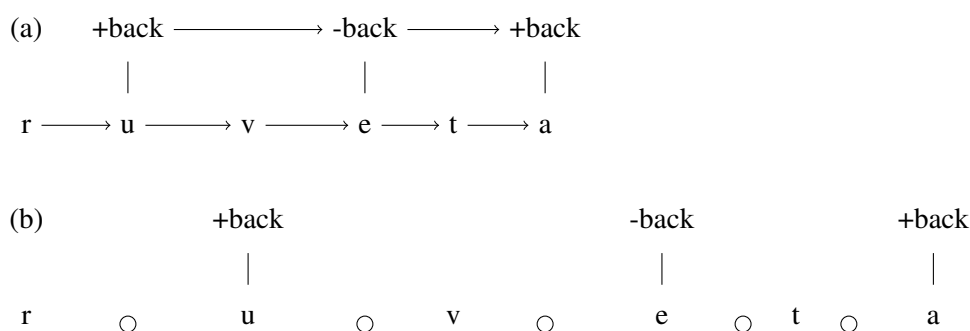 (a) +back -back +back
r u v e t a
(b) +back -back +back
r u v e t a